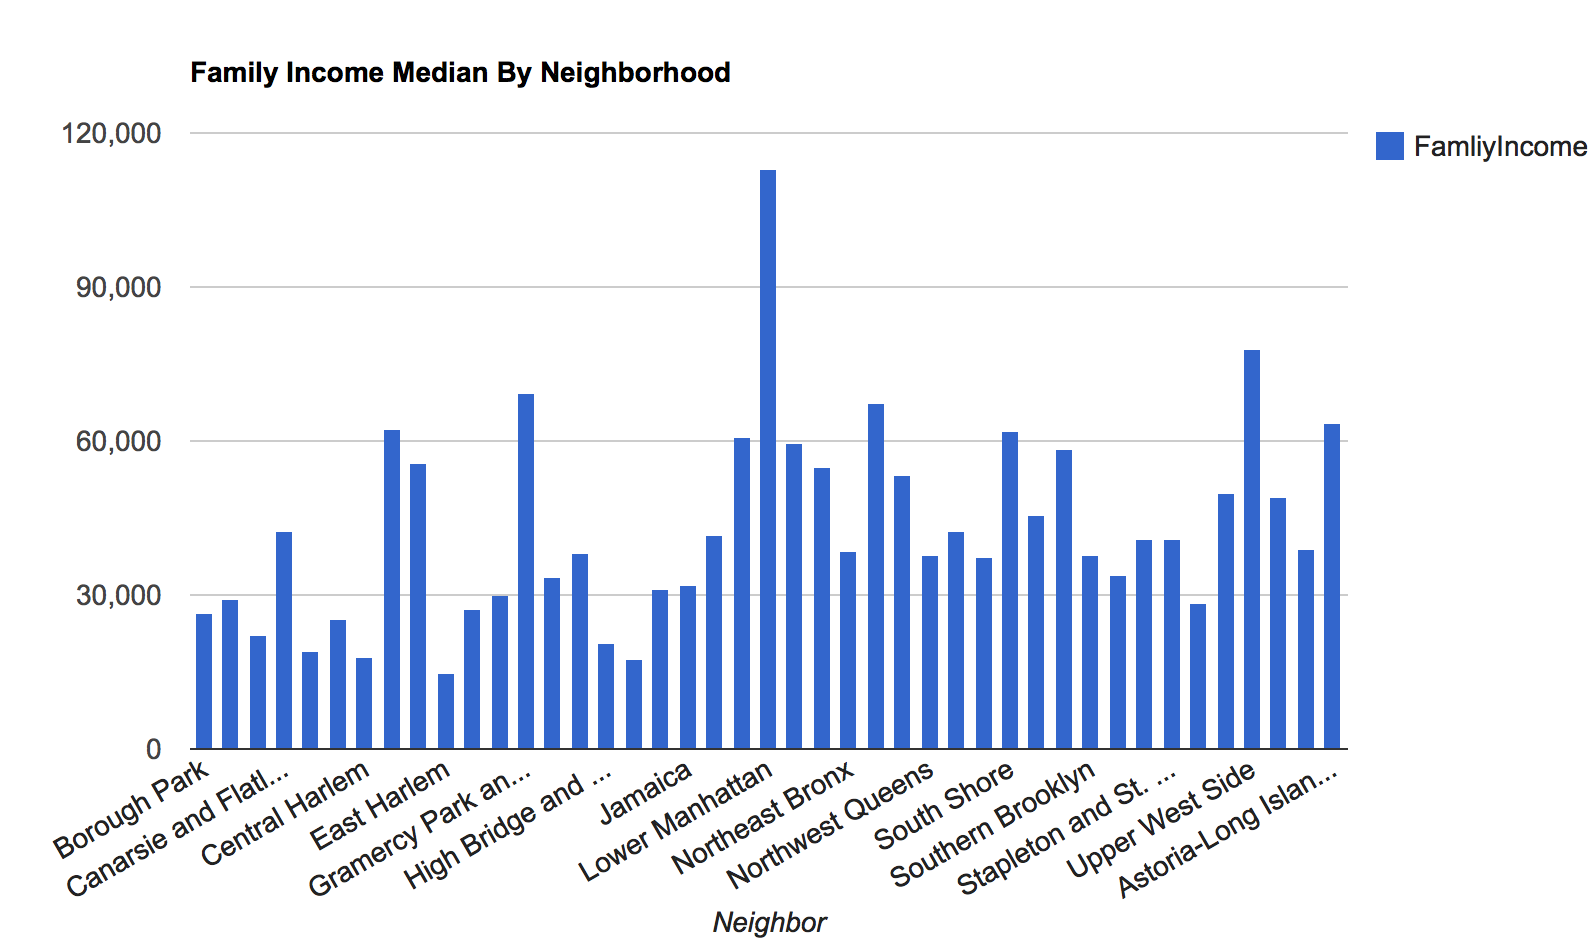 Family Income Median By Neighborhood
120,000
FamliyIncome
90,000
60,000
30,000
0
Borough Park
Canarsie and Flatl...
Central Harlem
East Harlem
Gramercy Park an...
High Bridge and ...
Jamaica
Lower Manhattan
Northeast Bronx
Northwest Queens
South Shore
Southern Brooklyn
Stapleton and St. ...
Upper West Side
Astoria-Long Islan...
Neighbor